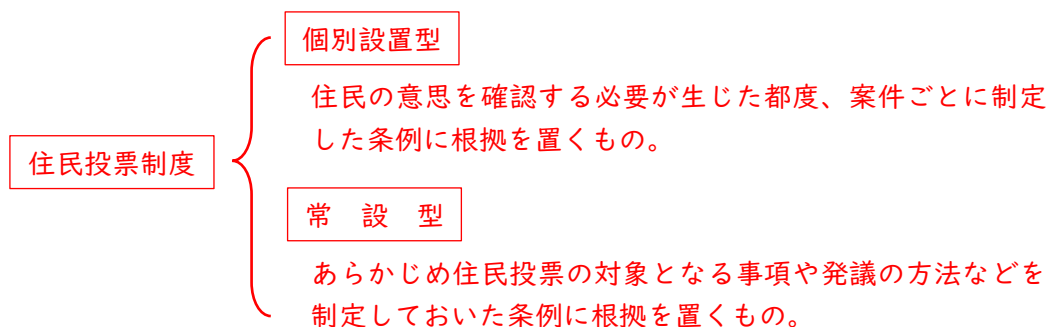 個別設置型
住民の意思を確認する必要が生じた都度、案件ごとに制定
した条例に根拠を置くもの。
住民投票制度
常　設　型
あらかじめ住民投票の対象となる事項や発議の方法などを
制定しておいた条例に根拠を置くもの。